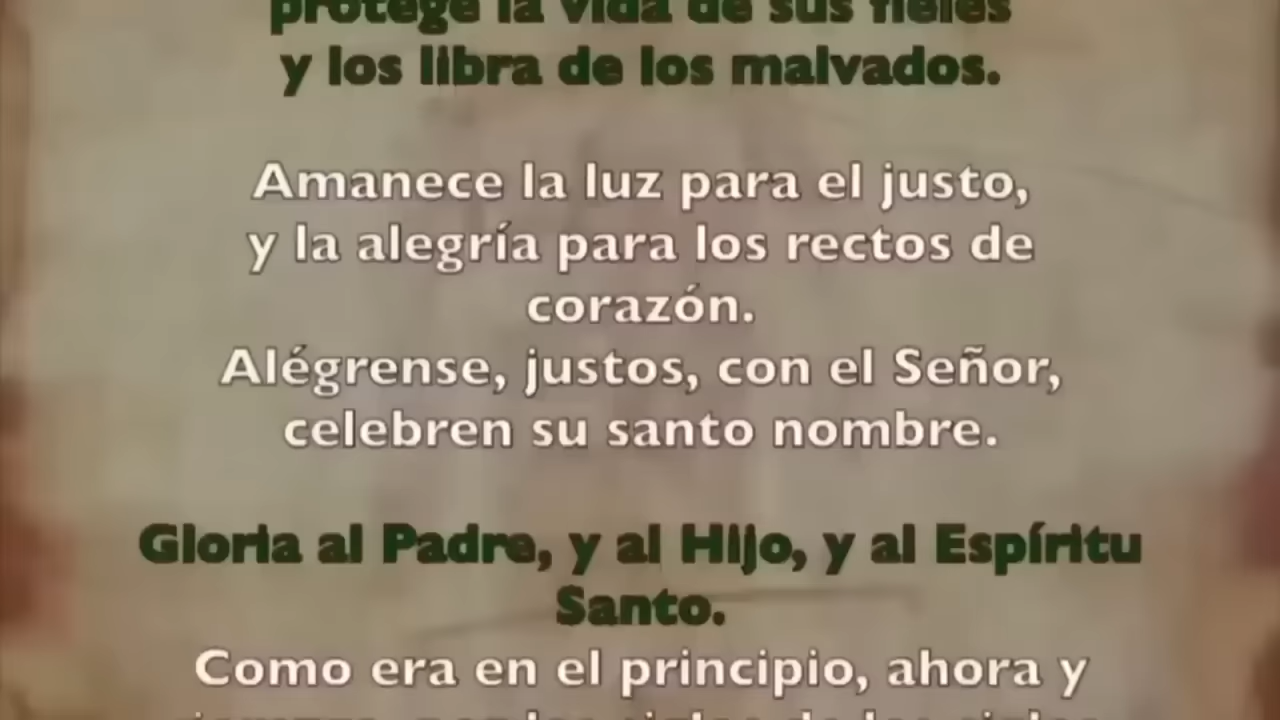 protege la vida de sus fieles
y los libra de los malvados.
Amanece la luz para el justo,
y la alegría para los rectos de
corazón.
Alégrense, justos, con el Señor,
celebren su santo nombre.
Gloria al Padre, y al Hijo, y al Espíritu
Santo.
Como era en el principio, ahora y